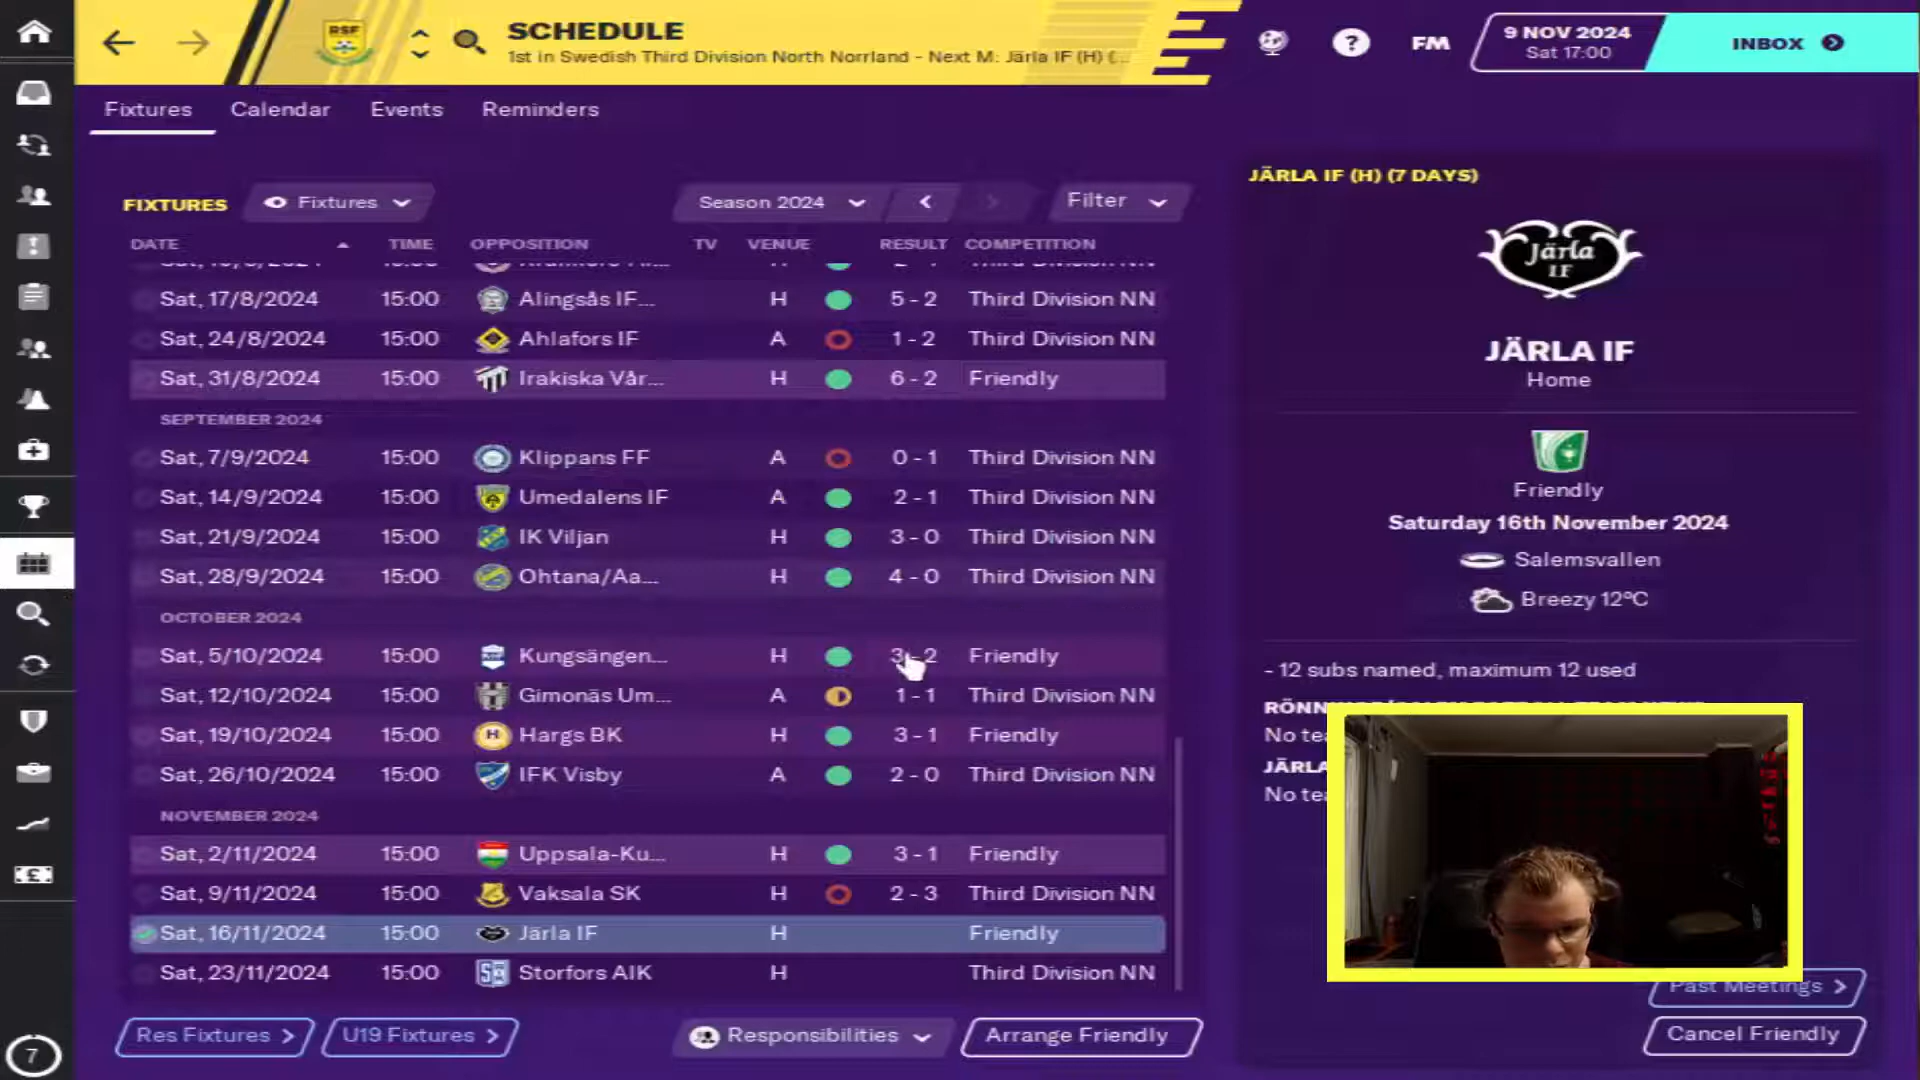 RSF
SCHEDULE
1st in Swedish Third Division North Norrland - Next M: Järla IF (H) (...
FM
9 NOV 2024
Sat 17:00
INBOX
Fixtures
Calendar
Events
Reminders
FIXTURES
Fixtures
Season 2024
Filter
DATE TIME OPPOSITION TV VENUE RESULT COMPETITION
Sat, 17/8/2024 15:00 Alingsås IF... H 5 - 2 Third Division NN
Sat, 24/8/2024 15:00 Ahlafors IF A 1 - 2 Third Division NN
Sat, 31/8/2024 15:00 Irakiska Vår... H 6 - 2 Friendly
SEPTEMBER 2024
Sat, 7/9/2024 15:00 Klippans FF A 0 - 1 Third Division NN
Sat, 14/9/2024 15:00 Umedalens IF A 2 - 1 Third Division NN
Sat, 21/9/2024 15:00 IK Viljan H 3 - 0 Third Division NN
Sat, 28/9/2024 15:00 Ohtana/Aa... H 4 - 0 Third Division NN
OCTOBER 2024
Sat, 5/10/2024 15:00 Kungsängen... H 3 - 2 Friendly
Sat, 12/10/2024 15:00 Gimonäs Um... A 1 - 1 Third Division NN
Sat, 19/10/2024 15:00 Hargs BK H 3 - 1 Friendly
Sat, 26/10/2024 15:00 IFK Visby A 2 - 0 Third Division NN
NOVEMBER 2024
Sat, 2/11/2024 15:00 Uppsala-Ku... H 3 - 1 Friendly
Sat, 9/11/2024 15:00 Vaksala SK H 2 - 3 Third Division NN
Sat, 16/11/2024 15:00 Järla IF H Friendly
Sat, 23/11/2024 15:00 Storfors AIK H Third Division NN
Res Fixtures
U19 Fixtures
Responsibilities
Arrange Friendly
7
JÄRLA IF (H) (7 DAYS)
Järla
IF
JÄRLA IF
Home
Friendly
Saturday 16th November 2024
Salemsvallen
Breezy 12°C
- 12 subs named, maximum 12 used
No tea
JÄRLA
No tea
Past Meetings
Cancel Friendly